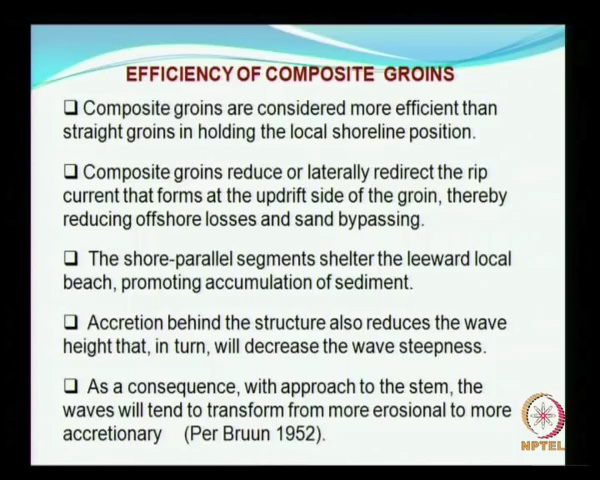 EFFICIENCY OF COMPOSITE GROINS
❑ Composite groins are considered more efficient than
straight groins in holding the local shoreline position.
❑ Composite groins reduce or laterally redirect the rip
current that forms at the updrift side of the groin, thereby
reducing offshore losses and sand bypassing.
❑ The shore-parallel segments shelter the leeward local
beach, promoting accumulation of sediment.
❑ Accretion behind the structure also reduces the wave
height that, in turn, will decrease the wave steepness.
❑ As a consequence, with approach to the stem, the
waves will tend to transform from more erosional to more
accretionary (Per Bruun 1952).
NPTEL